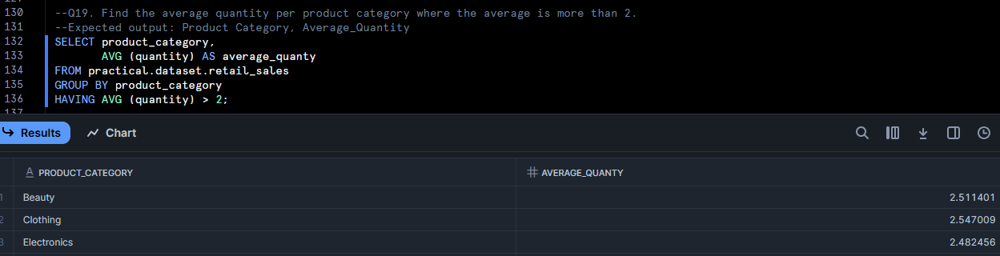 130 --Q19. Find the average quantity per product category where the average is more than 2.
131 --Expected output: Product Category, Average_Quantity
132 SELECT product_category,
133 AVG (quantity) AS average_quanty
134 FROM practical.dataset.retail_sales
135 GROUP BY product_category
136 HAVING AVG (quantity) > 2;
137
Results Chart
A PRODUCT_CATEGORY # AVERAGE_QUANTY
1 Beauty 2.511401
2 Clothing 2.547009
3 Electronics 2.482456